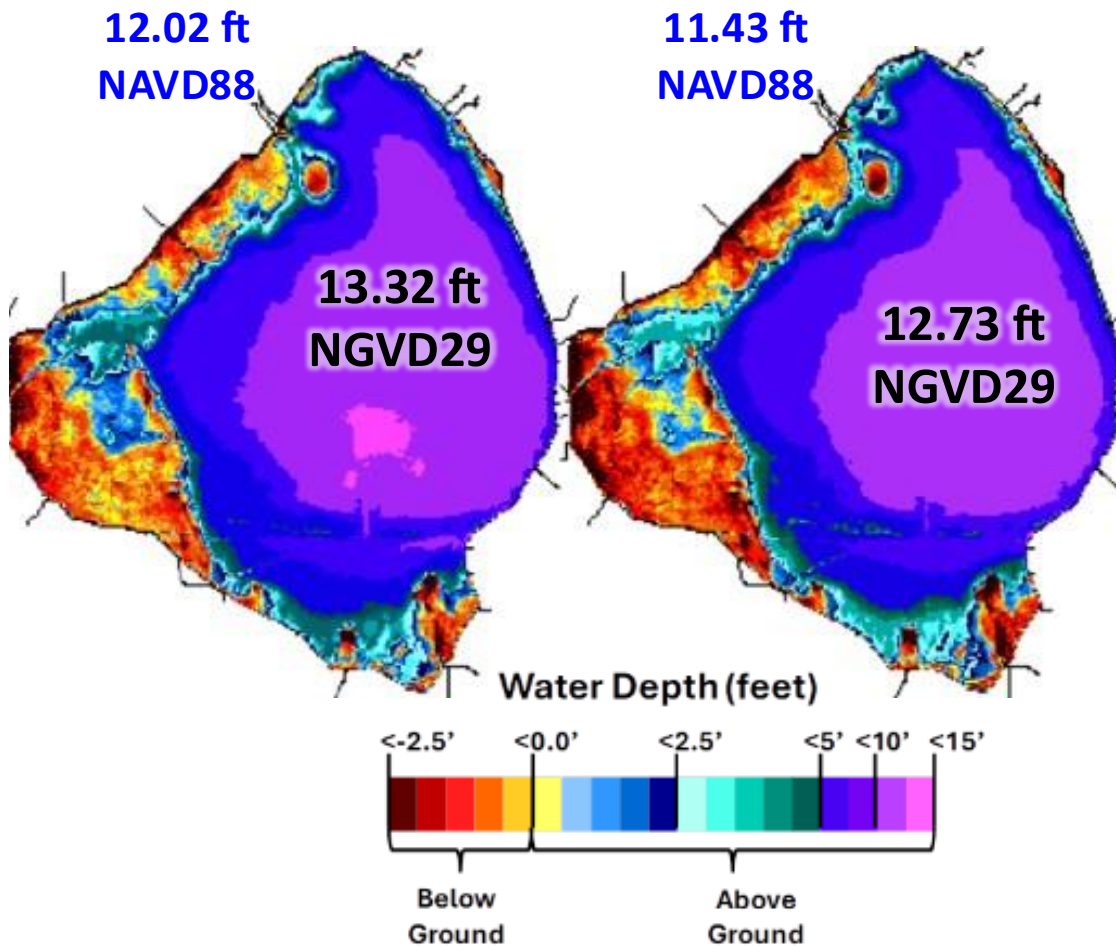 12.02 ft
NAVD88
11.43 ft
NAVD88
13.32 ft
NGVD29
12.73 ft
NGVD29
Water Depth (feet)
<-2.5’ <0.0’ <2.5’ <5’ <10’ <15’
Below
Ground
Above
Ground